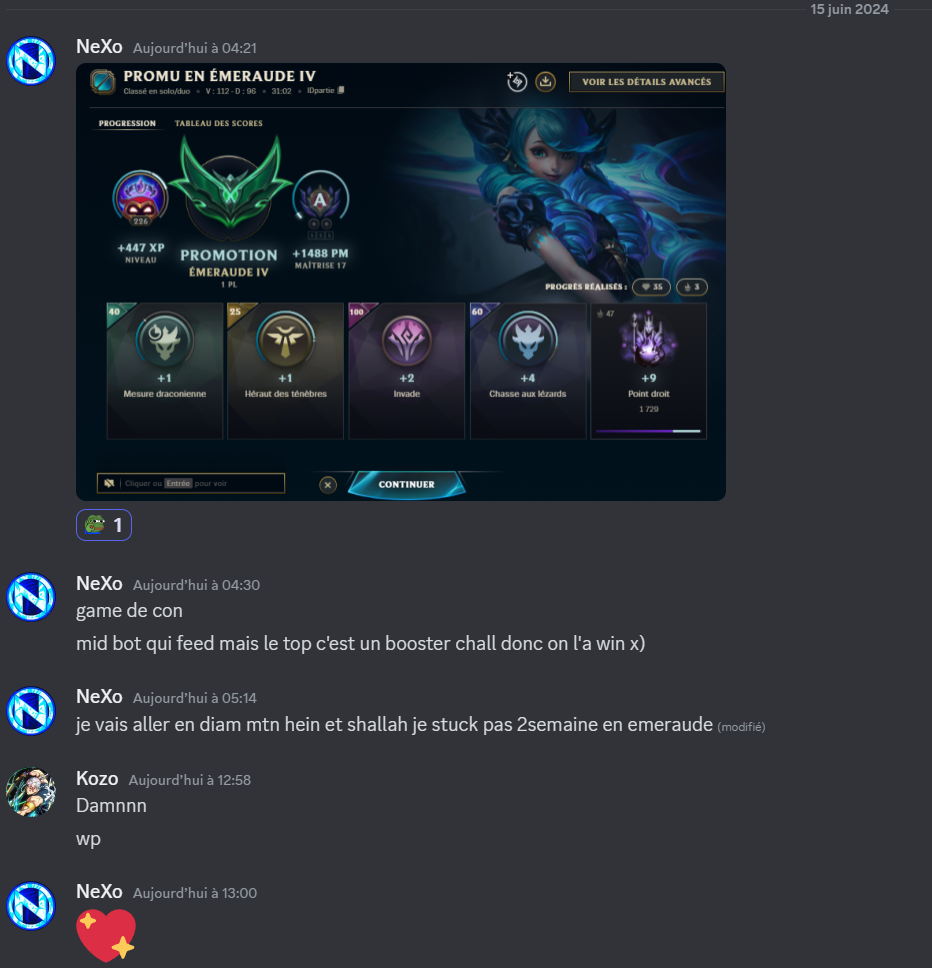 15 juin 2024
NeXo Aujourd'hui à 04:21
PROMU EN ÉMERAUDE IV
Classé en solo/duo • V : 112 - D : 96 • 31:02 • IDpartie
VOIR LES DÉTAILS AVANCÉS
PROGRESSION TABLEAU DES SCORES
226
A
+447 XP
NIVEAU
PROMOTION
ÉMERAUDE IV
1 PL
+1488 PM
MAÎTRISE 17
PROGRÈS RÉALISÉS : 35 3
40 25 100 60 47
+1 +1 +2 +4 +9
Mesure draconienne Héraut des ténèbres Invade Chasse aux lézards Point droit
1 729
Cliquer ou Entrée pour voir
CONTINUER
1
NeXo Aujourd'hui à 04:30
game de con
mid bot qui feed mais le top c'est un booster chall donc on l'a win x)
NeXo Aujourd'hui à 05:14
je vais aller en diam mtn hein et shallah je stuck pas 2semaine en emeraude (modifié)
Kozo Aujourd'hui à 12:58
Damnnn
wp
NeXo Aujourd'hui à 13:00